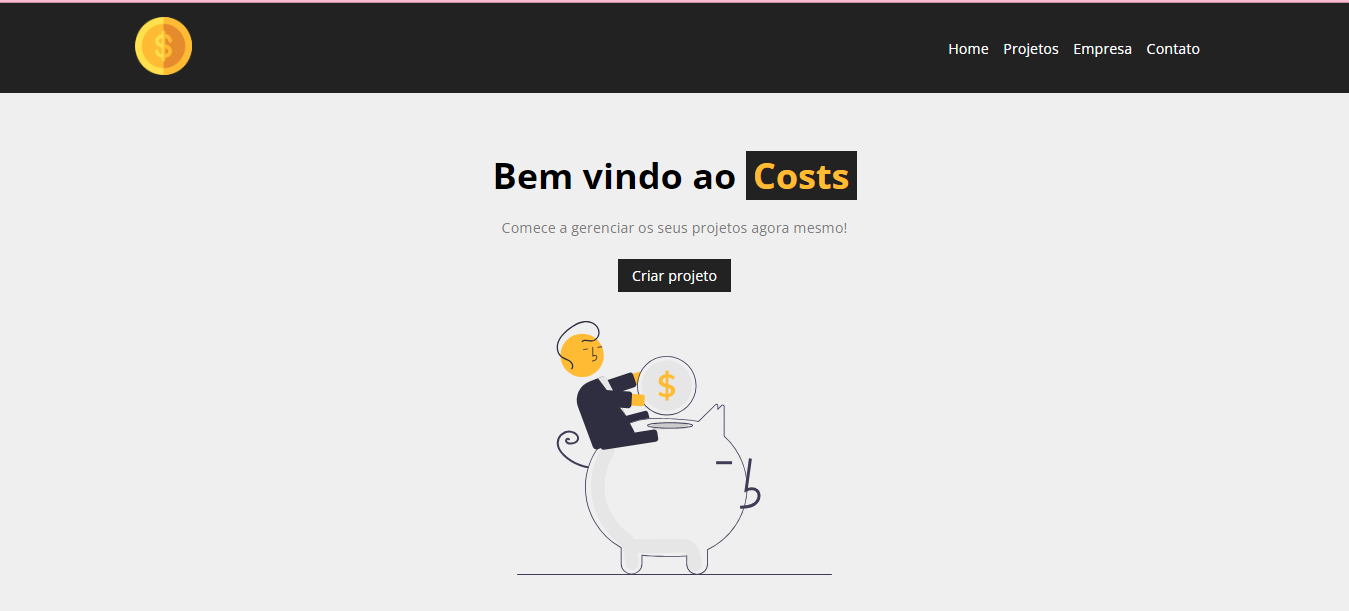 $
Home Projetos Empresa Contato
Bem vindo ao Costs
Comece a gerenciar os seus projetos agora mesmo!
Criar projeto
$